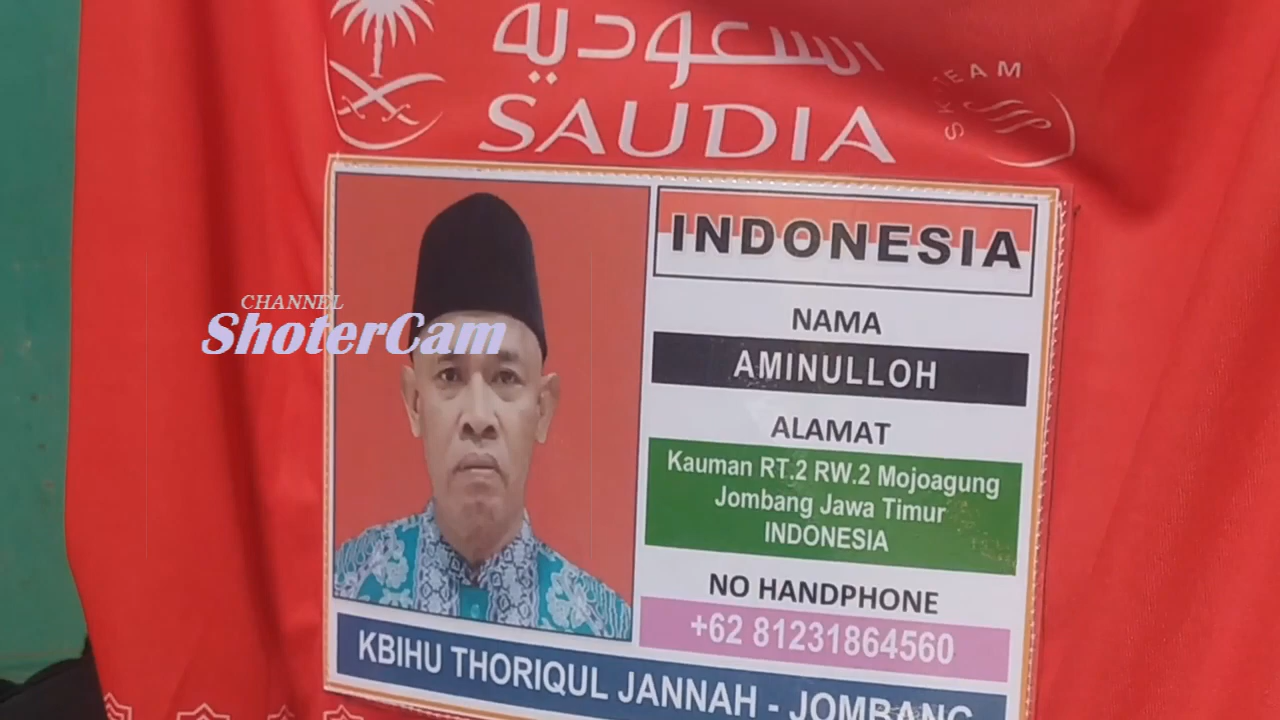 السعودية
SAUDIA
SKYTEAM
INDONESIA
NAMA
AMINULLOH
ALAMAT
Kauman RT.2 RW.2 Mojoagung
Jombang Jawa Timur
INDONESIA
NO HANDPHONE
+62 81231864560
KBIHU THORIQUL JANNAH - JOMBANG
CHANNEL
ShoterCam